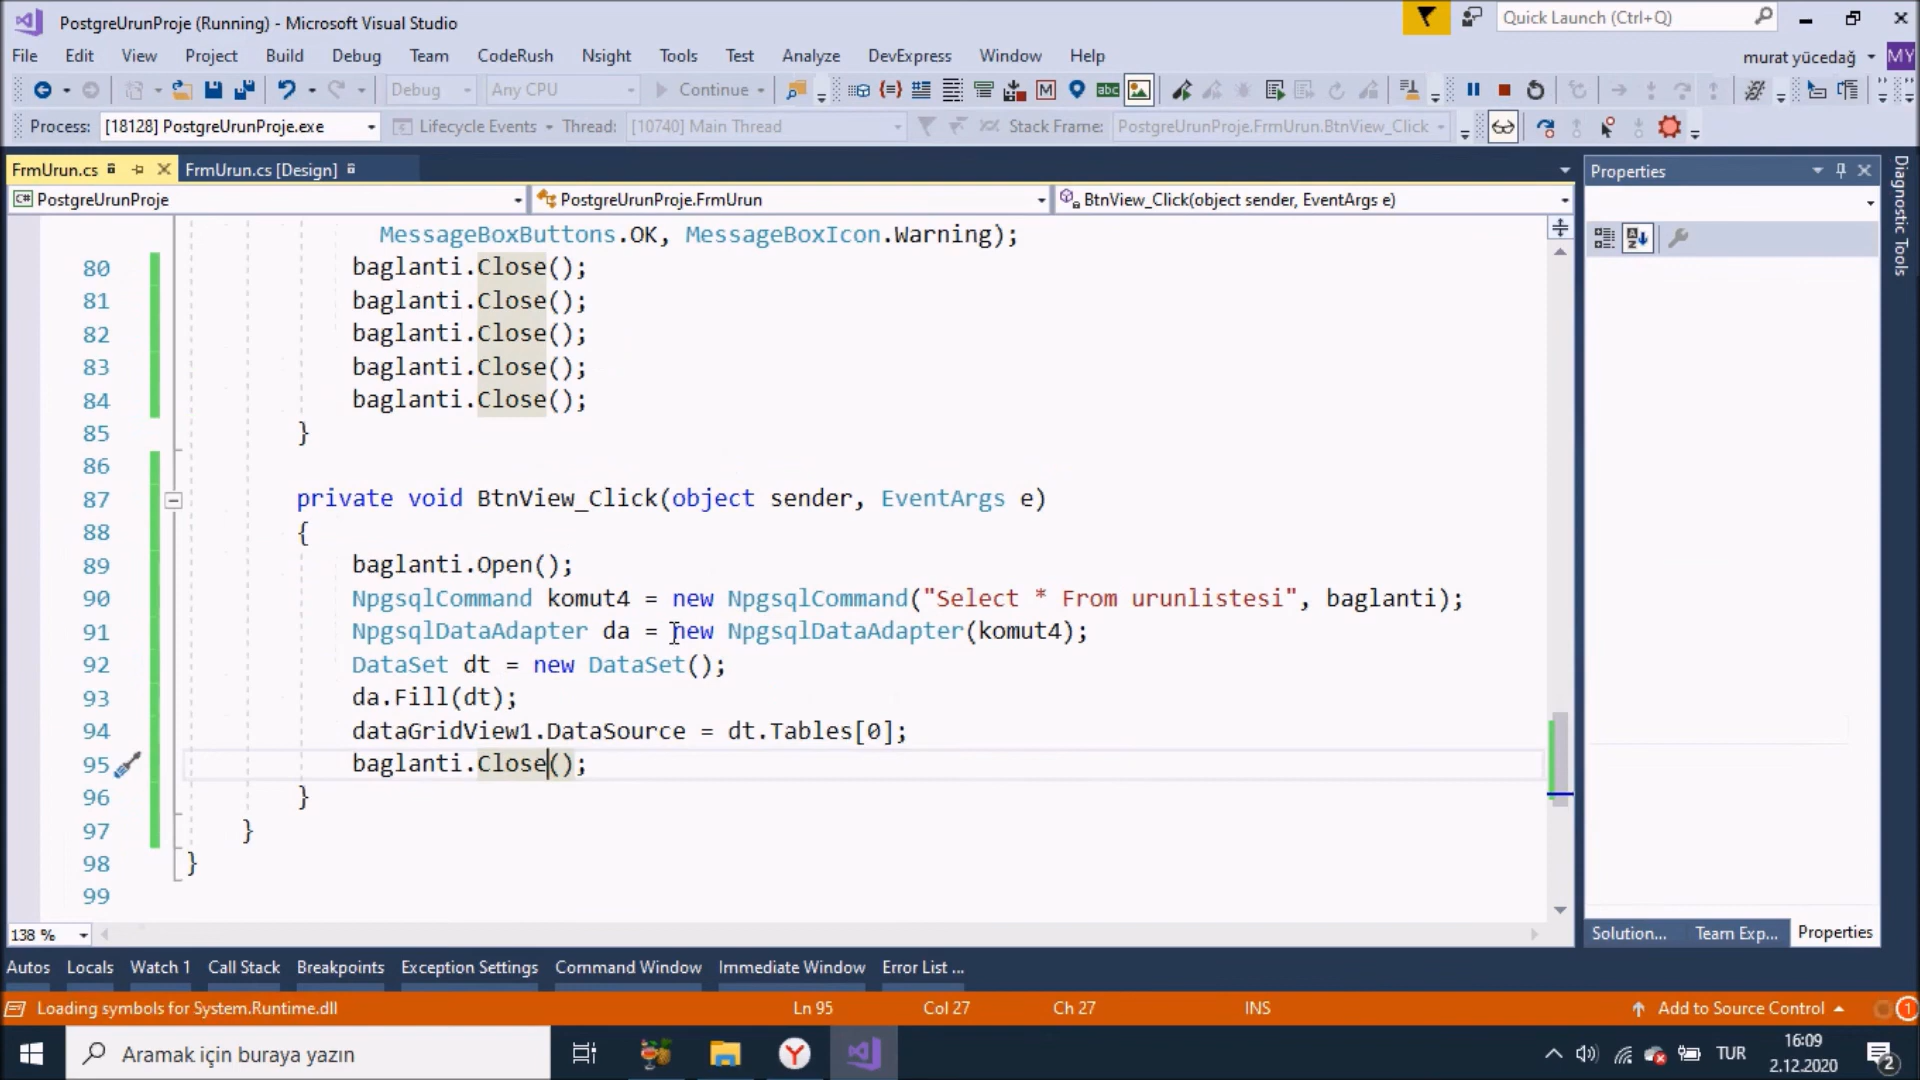 PostgreUrunProje (Running) - Microsoft Visual Studio
Quick Launch (Ctrl+Q)
File Edit View Project Build Debug Team CodeRush Nsight Tools Test Analyze DevExpress Window Help
murat yücedağ MY
Debug Any CPU Continue
abc
Process: [18128] PostgreUrunProje.exe Lifecycle Events Thread: [10740] Main Thread Stack Frame: PostgreUrunProje.FrmUrun.BtnView_Click
FrmUrun.cs FrmUrun.cs [Design]
Properties
Diagnostic Tools
PostgreUrunProje PostgreUrunProje.FrmUrun BtnView_Click(object sender, EventArgs e)
MessageBoxButtons.OK, MessageBoxIcon.Warning);
80 baglanti.Close();
81 baglanti.Close();
82 baglanti.Close();
83 baglanti.Close();
84 baglanti.Close();
85 }
86
87 private void BtnView_Click(object sender, EventArgs e)
88 {
89 baglanti.Open();
90 NpgsqlCommand komut4 = new NpgsqlCommand("Select * From urunlistesi", baglanti);
91 NpgsqlDataAdapter da = new NpgsqlDataAdapter(komut4);
92 DataSet dt = new DataSet();
93 da.Fill(dt);
94 dataGridView1.DataSource = dt.Tables[0];
95 baglanti.Close();
96 }
97 }
98 }
99
138 %
Solution... Team Exp... Properties
Autos Locals Watch 1 Call Stack Breakpoints Exception Settings Command Window Immediate Window Error List ...
Loading symbols for System.Runtime.dll Ln 95 Col 27 Ch 27 INS Add to Source Control 1
Aramak için buraya yazın
TUR
16:09
2.12.2020
2